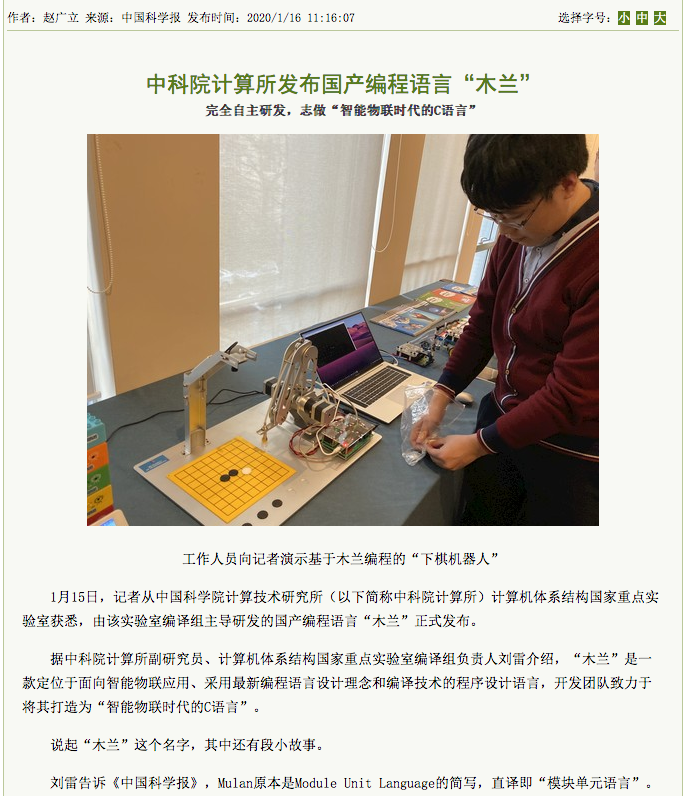 作者：赵广立 来源：中国科学报 发布时间：2020/1/16 11:16:07 选择字号：小 中 大
中科院计算所发布国产编程语言“木兰”
完全自主研发，志做“智能物联时代的C语言”
工作人员向记者演示基于木兰编程的“下棋机器人”
1月15日，记者从中国科学院计算技术研究所（以下简称中科院计算所）计算机体系结构国家重点实
验室获悉，由该实验室编译组主导研发的国产编程语言“木兰”正式发布。
据中科院计算所副研究员、计算机体系结构国家重点实验室编译组负责人刘雷介绍，“木兰”是一
款定位于面向智能物联应用、采用最新编程语言设计理念和编译技术的程序设计语言，开发团队致力于
将其打造为“智能物联时代的C语言”。
说起“木兰”这个名字，其中还有段小故事。
刘雷告诉《中国科学报》，Mulan原本是Module Unit Language的简写，直译即“模块单元语言”。